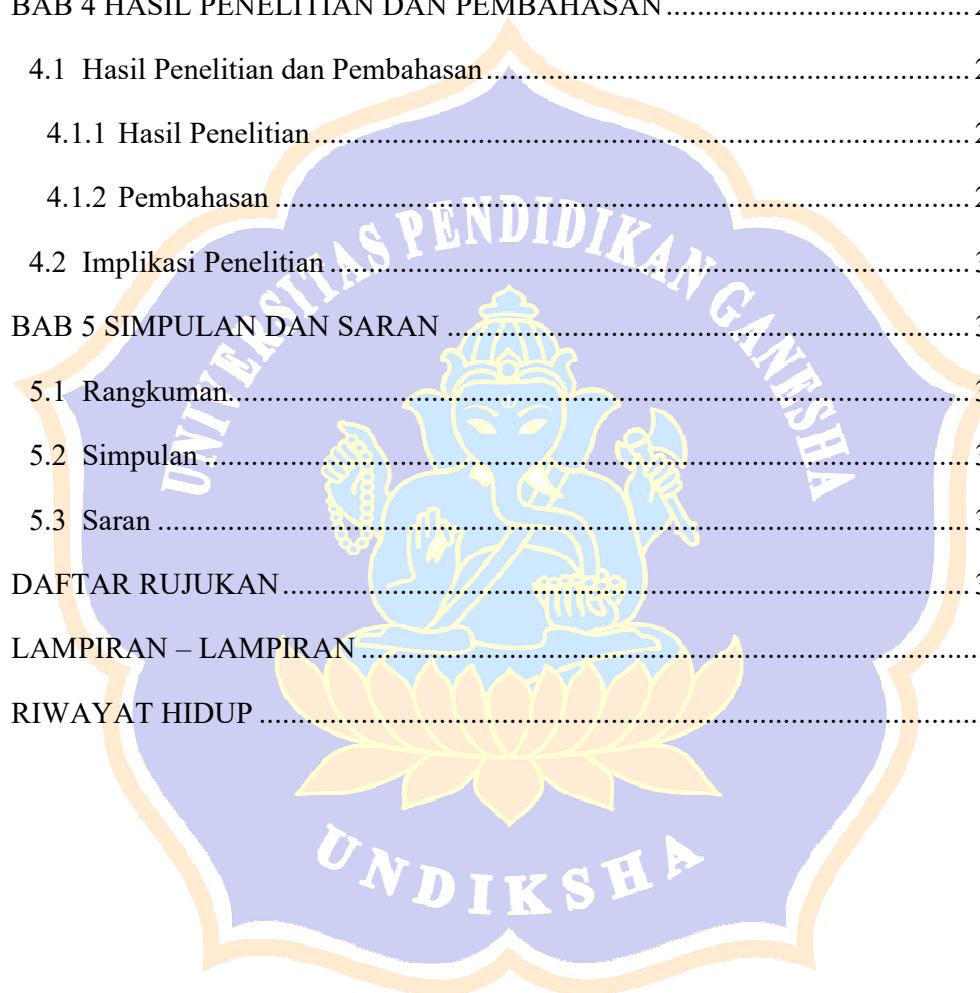 BAB 4 HASIL PENELITIAN DAN PEMBAHASAN
4.1 Hasil Penelitian dan Pembahasan
4.1.1 Hasil Penelitian
4.1.2 Pembahasan
4.2 Implikasi Penelitian
BAB 5 SIMPULAN DAN SARAN
5.1 Rangkuman
5.2 Simpulan
5.3 Saran
DAFTAR RUJUKAN
LAMPIRAN – LAMPIRAN
RIWAYAT HIDUP
UNIVERSITAS PENDIDIKAN GANESHA
UNDIKSHA